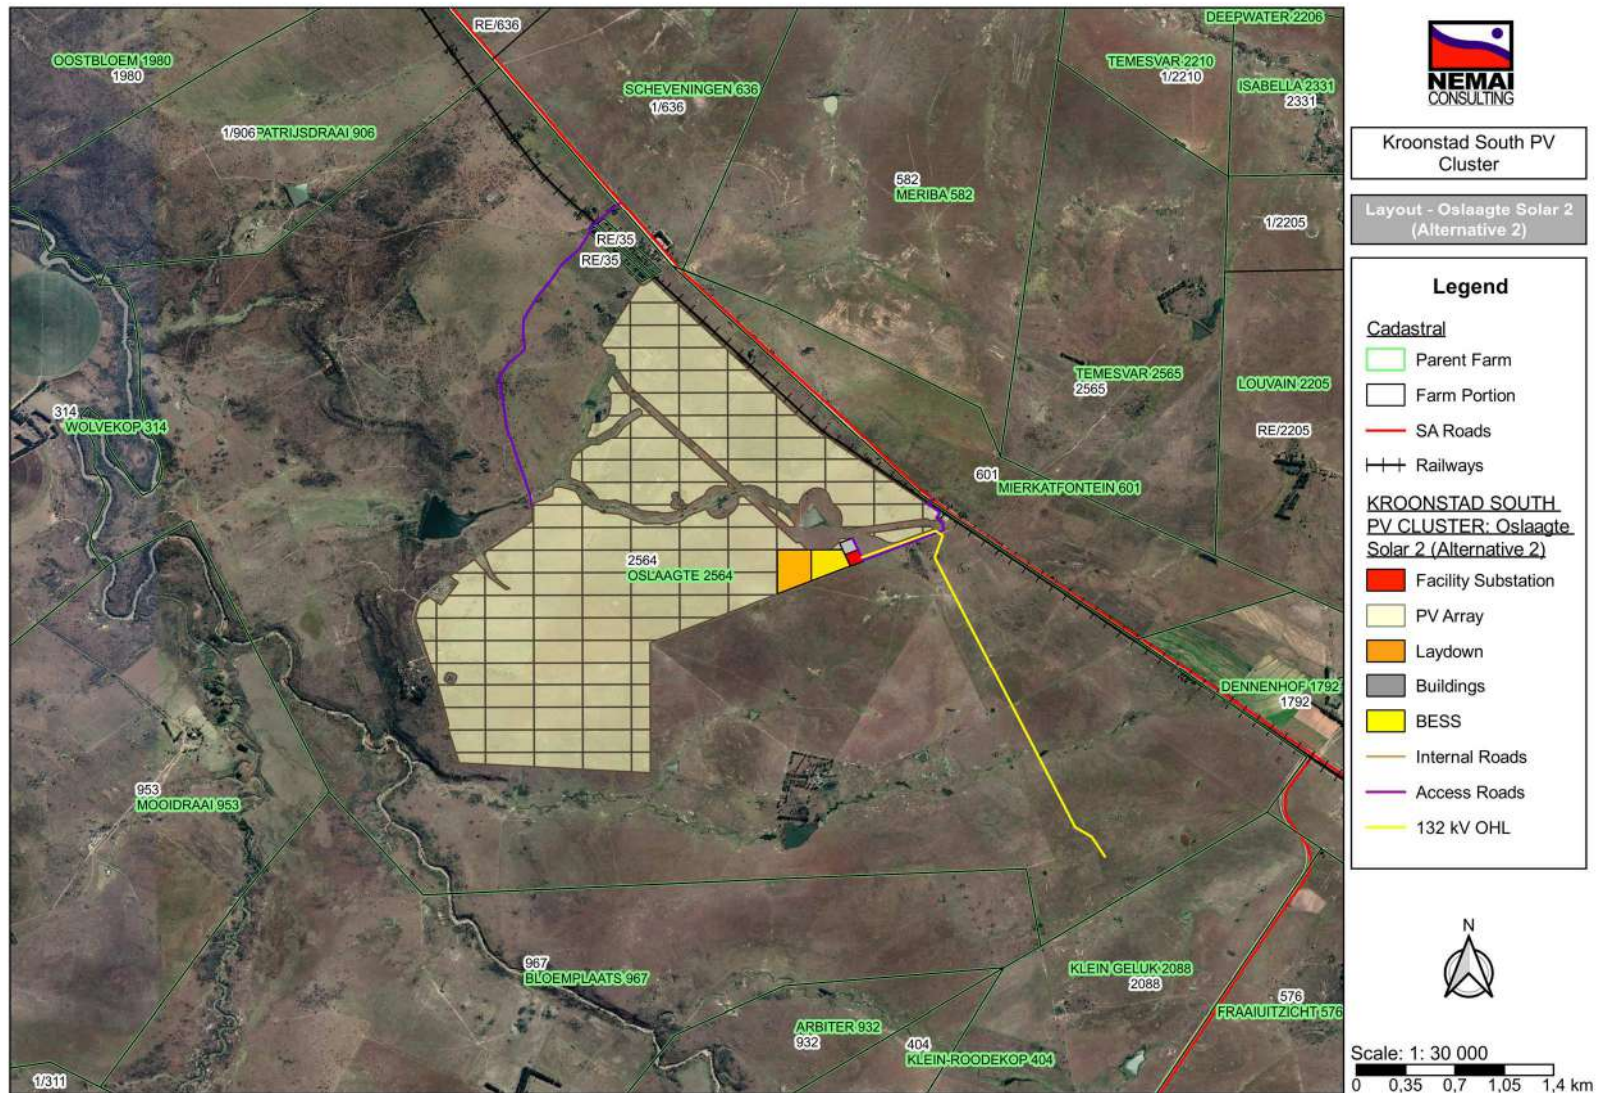 RE/636
DEEPWATER 2206
OOSTBLOEM 1980
1980
TEMESVAR 2210
1/2210
SCHEVENINGEN 636
1/636
ISABELLA 2331
2331
1/906 PATRIJSDRAAI 906
582
MERIBA 582
1/2205
RE/35
RE/35
TEMESVAR 2565
2565
LOUVAIN 2205
314
WOLVEKOP 314
RE/2205
601
MIERKATFONTEIN 601
2564
OSLAAGTE 2564
DENNENHOF 1792
1792
953
MOOIDRAAI 953
967
BLOEMPLAATS 967
KLEIN GELUK 2088
2088
576
FRAAIUITZICHT 576
ARBITER 932
932
404
KLEIN-ROODEKOP 404
1/311
NEMAI
CONSULTING
Kroonstad South PV
Cluster
Layout - Oslaagte Solar 2
(Alternative 2)
Legend
Cadastral
Parent Farm
Farm Portion
SA Roads
Railways
KROONSTAD SOUTH
PV CLUSTER: Oslaagte
Solar 2 (Alternative 2)
Facility Substation
PV Array
Laydown
Buildings
BESS
Internal Roads
Access Roads
132 kV OHL
N
Scale: 1: 30 000
0 0,35 0,7 1,05 1,4 km